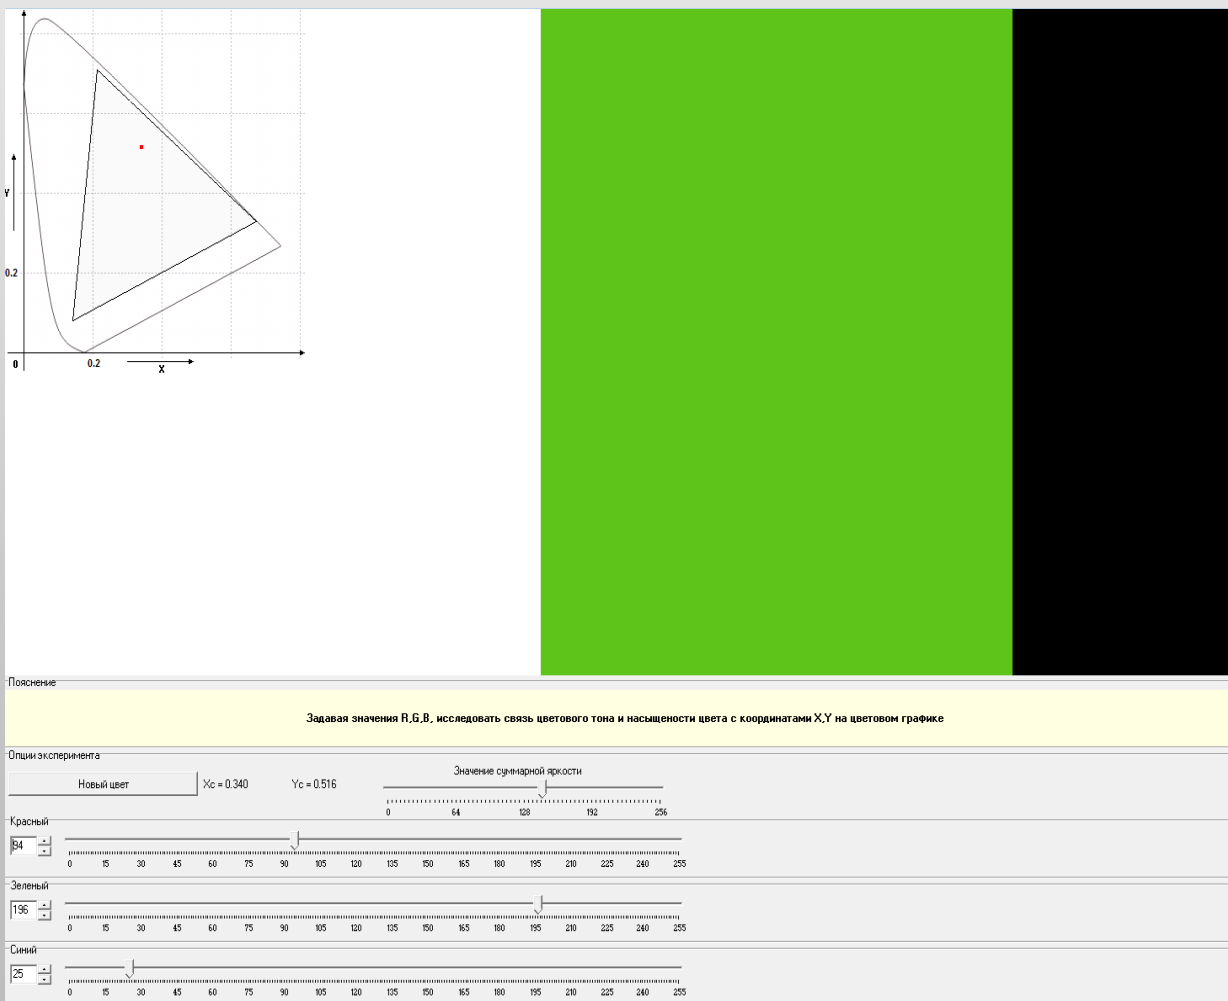 Y
0.2
0
0.2
X
Пояснение
Задавая значения R,G,B, исследовать связь цветового тона и насыщености цвета с координатами X,Y на цветовом графике
Опции эксперимента
Значение суммарной яркости
Новый цвет Xc = 0.340 Yc = 0.516
0 64 128 192 256
Красный
94
0 15 30 45 60 75 90 105 120 135 150 165 180 195 210 225 240 255
Зеленый
196
0 15 30 45 60 75 90 105 120 135 150 165 180 195 210 225 240 255
Синий
25
0 15 30 45 60 75 90 105 120 135 150 165 180 195 210 225 240 255